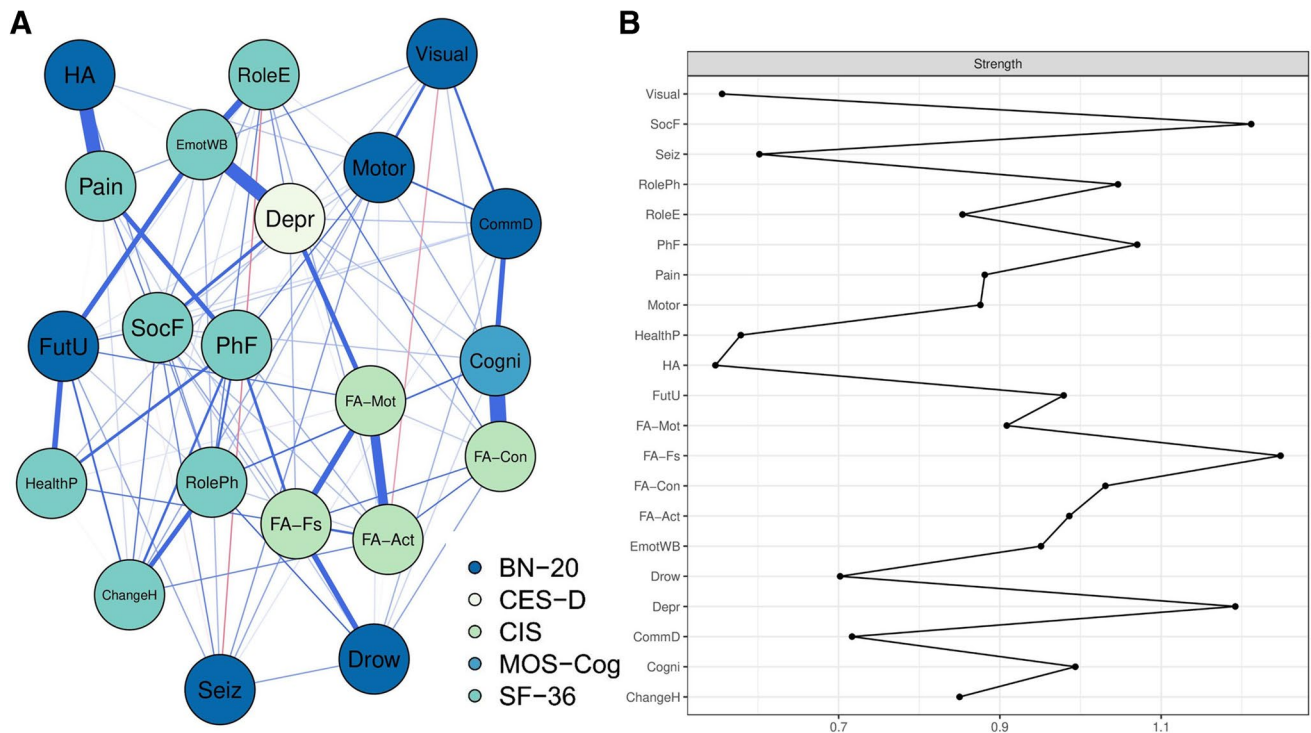 A
HA
RoleE
Visual
EmotWB
Motor
Pain
Depr
CommD
SocF
FutU
PhF
Cogni
FA-Mot
FA-Con
HealthP
RolePh
FA-Fs
FA-Act
ChangeH
Drow
Seiz
BN-20
CES-D
CIS
MOS-Cog
SF-36
B
Strength
Visual
SocF
Seiz
RolePh
RoleE
PhF
Pain
Motor
HealthP
HA
FutU
FA-Mot
FA-Fs
FA-Con
FA-Act
EmotWB
Drow
Depr
CommD
Cogni
ChangeH
0.7 0.9 1.1